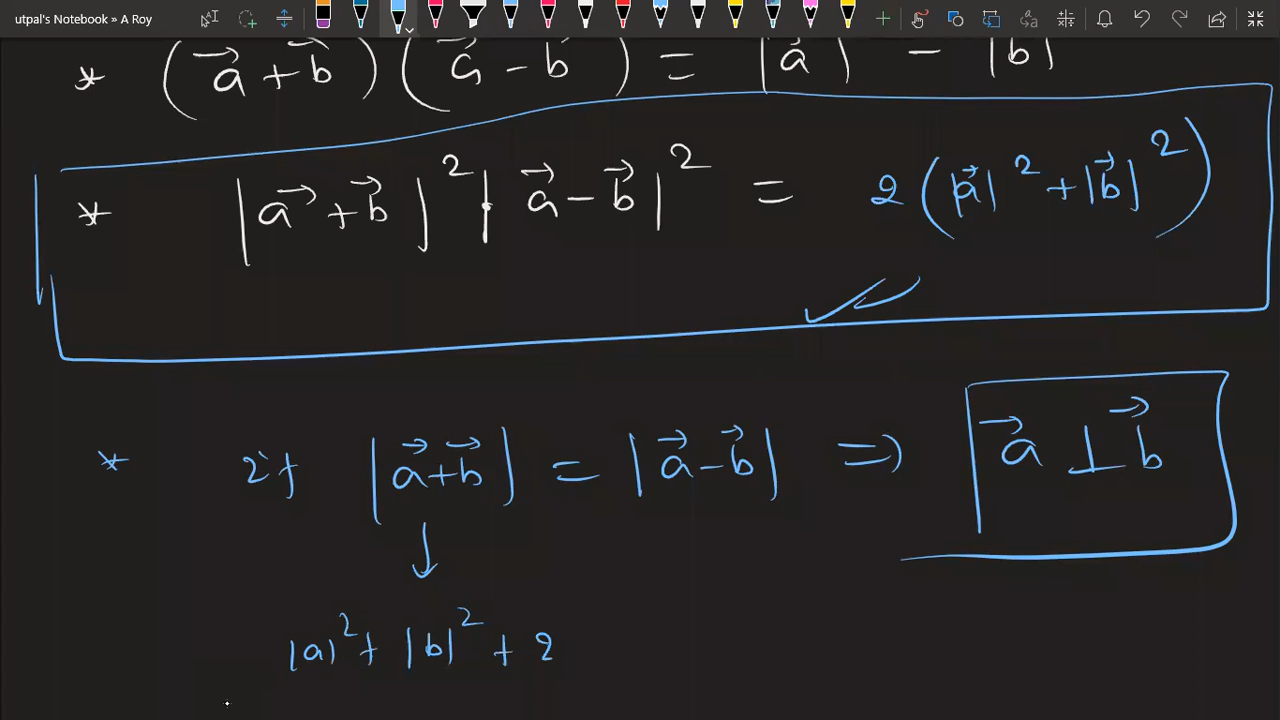 utpal's Notebook » A Roy
* (a⃗ + b⃗) (a⃗ - b⃗) = |a⃗| - |b⃗|
* |a⃗ + b⃗|² | a⃗ - b⃗ |² = 2 (|a⃗|² + |b⃗|²)
* if |a⃗ + b⃗| = |a⃗ - b⃗| ⇒ a⃗ ⊥ b⃗
↓
|a|² + |b|² + 2